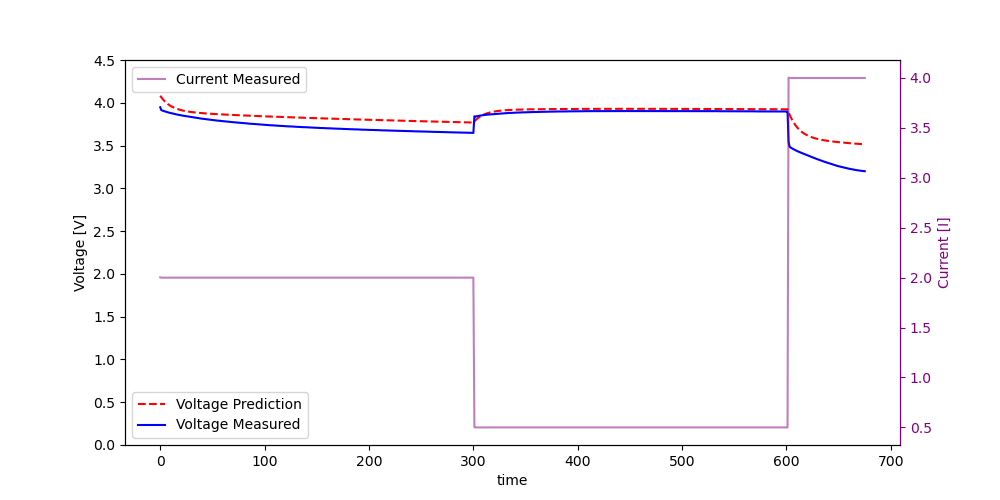 Current Measured
Voltage Prediction
Voltage Measured
4.5
4.0
3.5
3.0
2.5
2.0
1.5
1.0
0.5
0.0
Voltage [V]
4.0
3.5
3.0
2.5
2.0
1.5
1.0
0.5
Current [I]
0 100 200 300 400 500 600 700
time